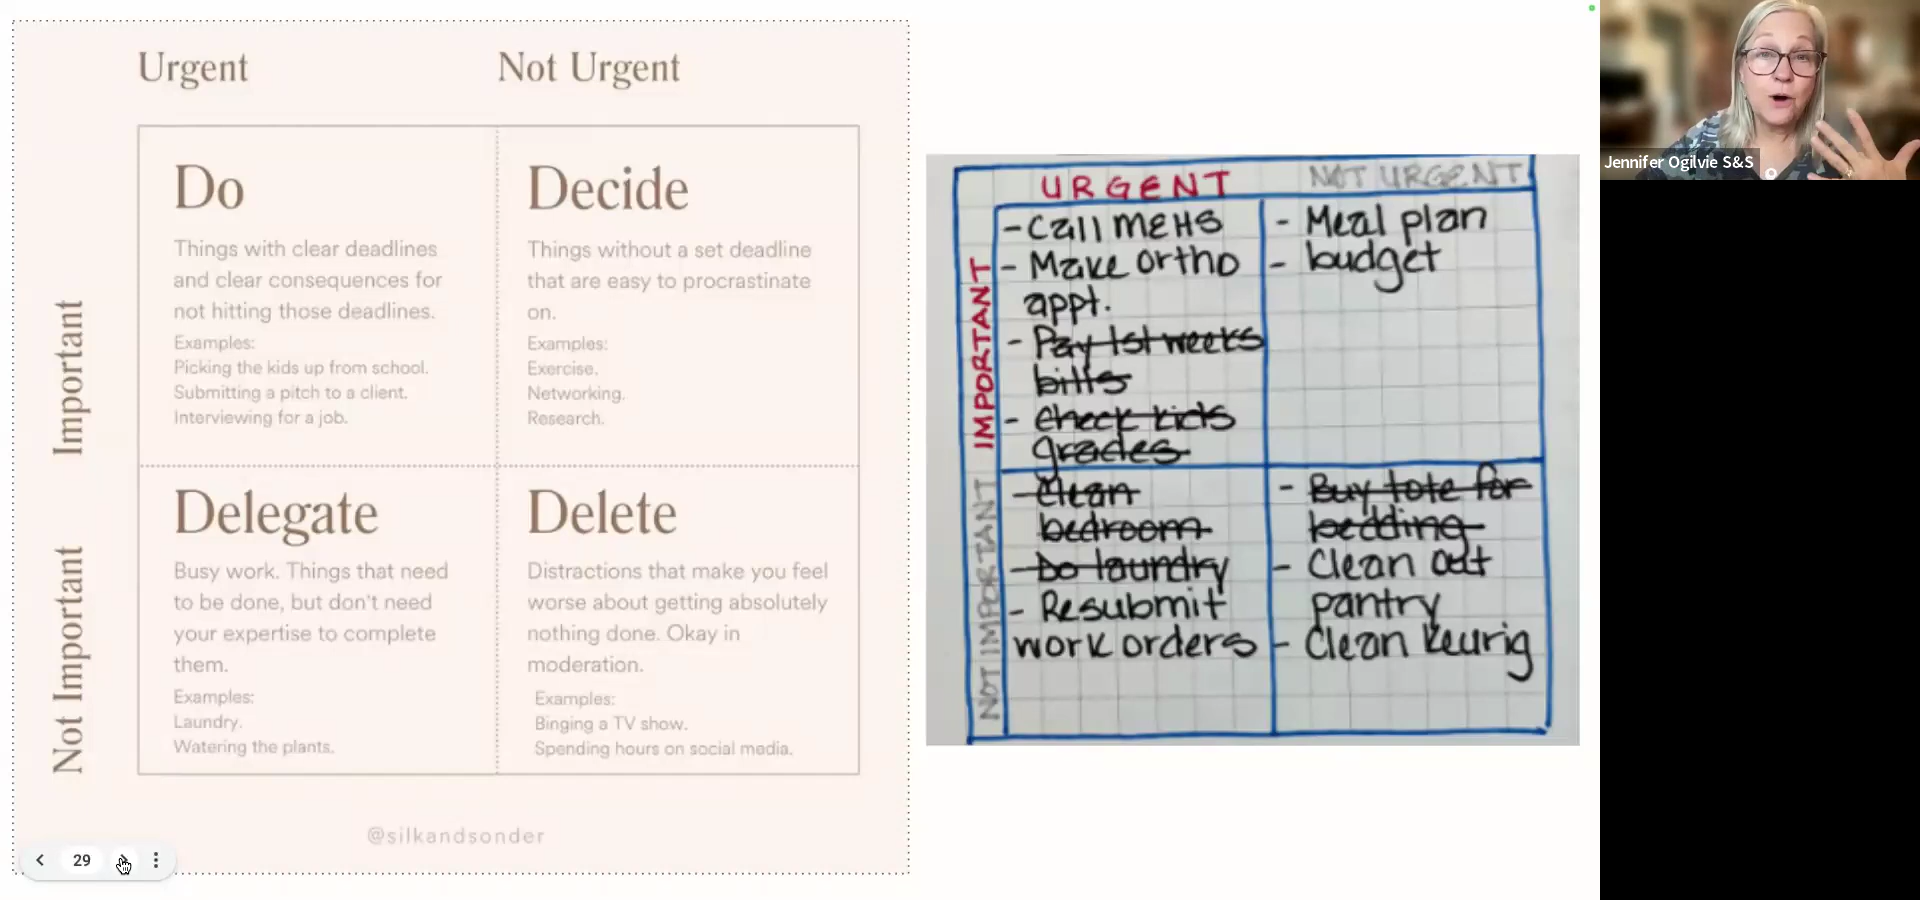 Urgent
Not Urgent
Important
Not Important
Do
Things with clear deadlines
and clear consequences for
not hitting those deadlines.
Examples:
Picking the kids up from school.
Submitting a pitch to a client.
Interviewing for a job.
Decide
Things without a set deadline
that are easy to procrastinate
on.
Examples:
Exercise.
Networking.
Research.
Delegate
Busy work. Things that need
to be done, but don't need
your expertise to complete
them.
Examples:
Laundry.
Watering the plants.
Delete
Distractions that make you feel
worse about getting absolutely
nothing done. Okay in
moderation.
Examples:
Binging a TV show.
Spending hours on social media.
@silkandsonder
29
URGENT
NOT URGENT
IMPORTANT
NOT IMPORTANT
- Call MEHS
- Make ortho
appt.
- Pay 1st weeks
bills
- Check kids
grades
- Meal plan
- budget
- Clean
bedroom
- Do laundry
- Resubmit
work orders
- Buy tote for
bedding
- Clean out
pantry
- Clean Keurig
Jennifer Ogilvie S&S